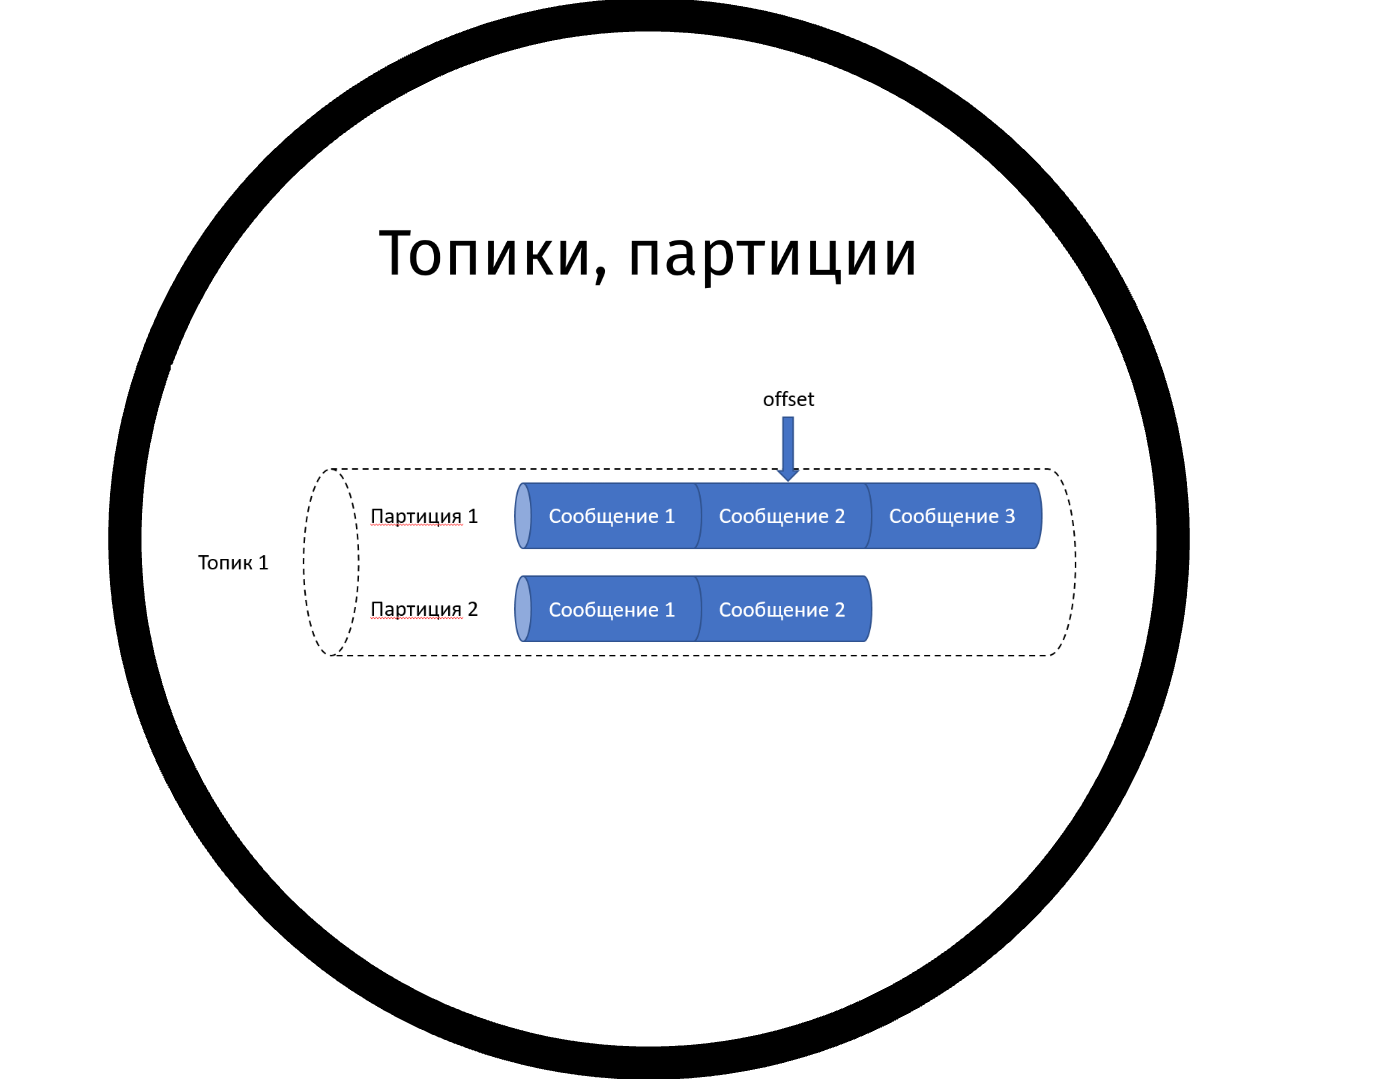 Топики, партиции
offset
Партиция 1
Сообщение 1
Сообщение 2
Сообщение 3
Топик 1
Партиция 2
Сообщение 1
Сообщение 2